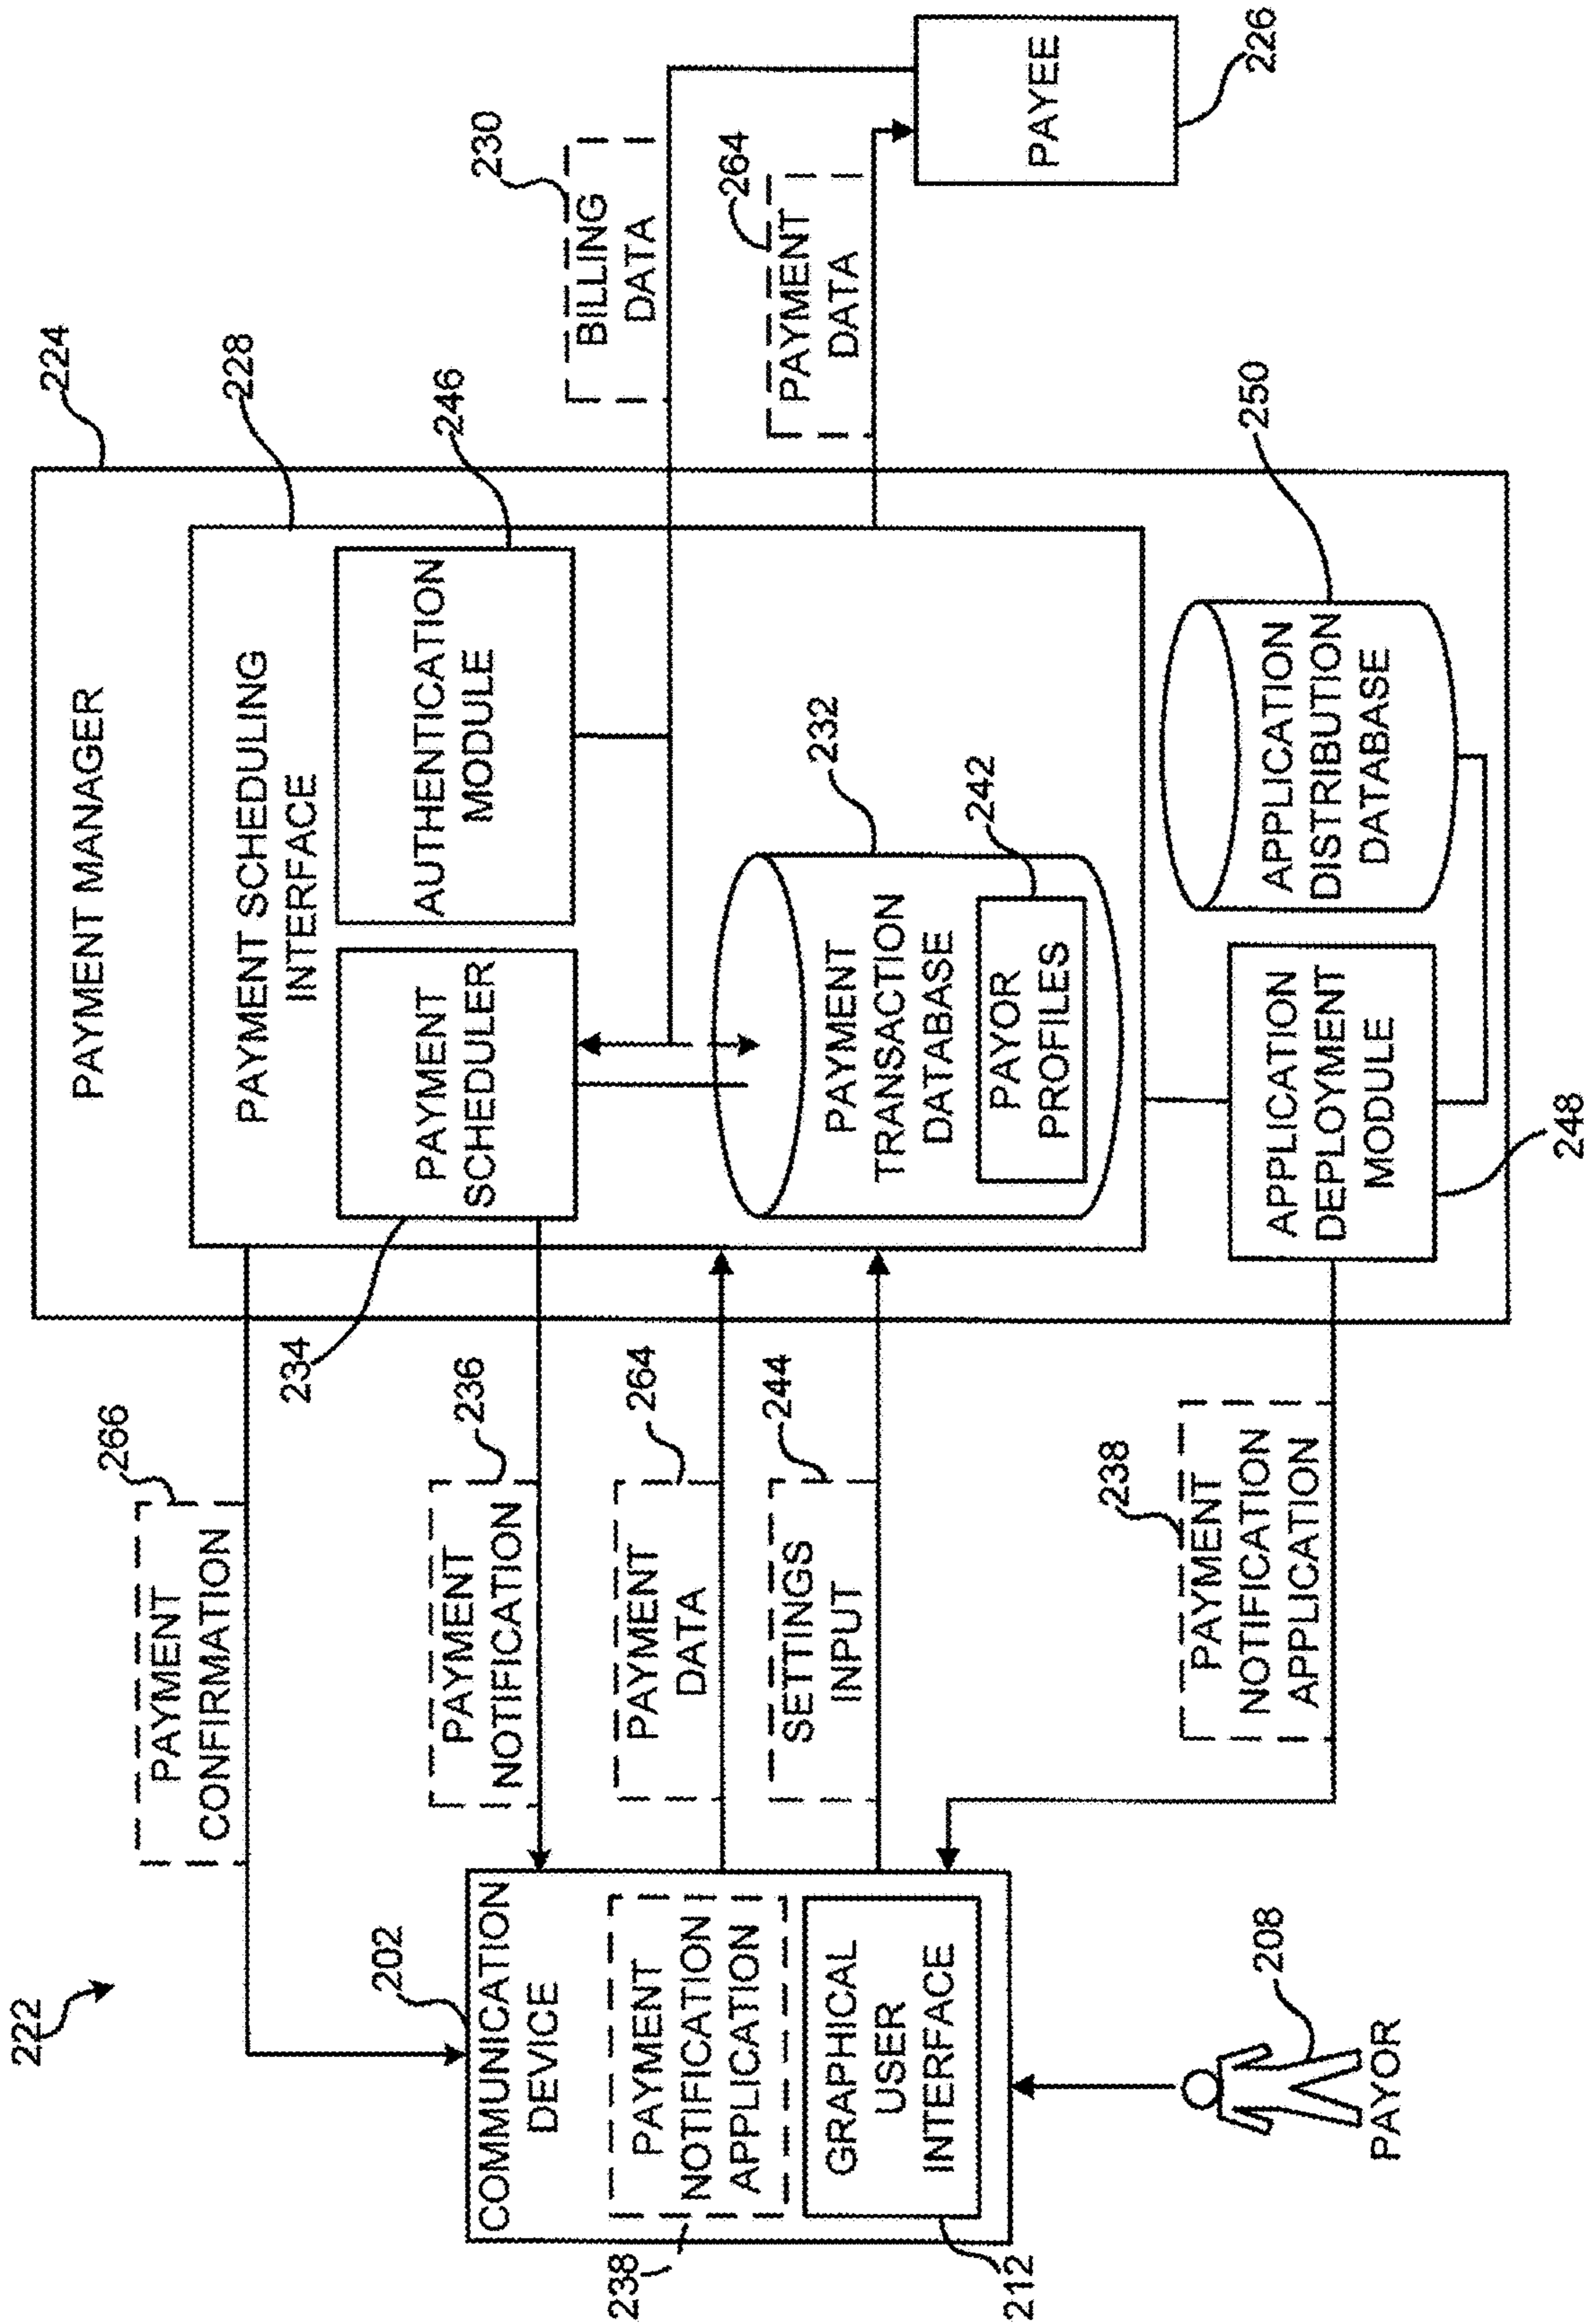 222
224
PAYMENT MANAGER
228
PAYMENT SCHEDULING
INTERFACE
266
PAYMENT
CONFIRMATION
234
PAYMENT
SCHEDULER
246
AUTHENTICATION
MODULE
230
BILLING
DATA
202
COMMUNICATION
DEVICE
236
PAYMENT
NOTIFICATION
264
PAYMENT
DATA
232
PAYMENT
TRANSACTION
DATABASE
242
PAYOR
PROFILES
264
PAYMENT
DATA
PAYEE
226
238
PAYMENT
NOTIFICATION
APPLICATION
244
SETTINGS
INPUT
GRAPHICAL
USER
INTERFACE
212
238
PAYMENT
NOTIFICATION
APPLICATION
APPLICATION
DEPLOYMENT
MODULE
248
250
APPLICATION
DISTRIBUTION
DATABASE
208
PAYOR